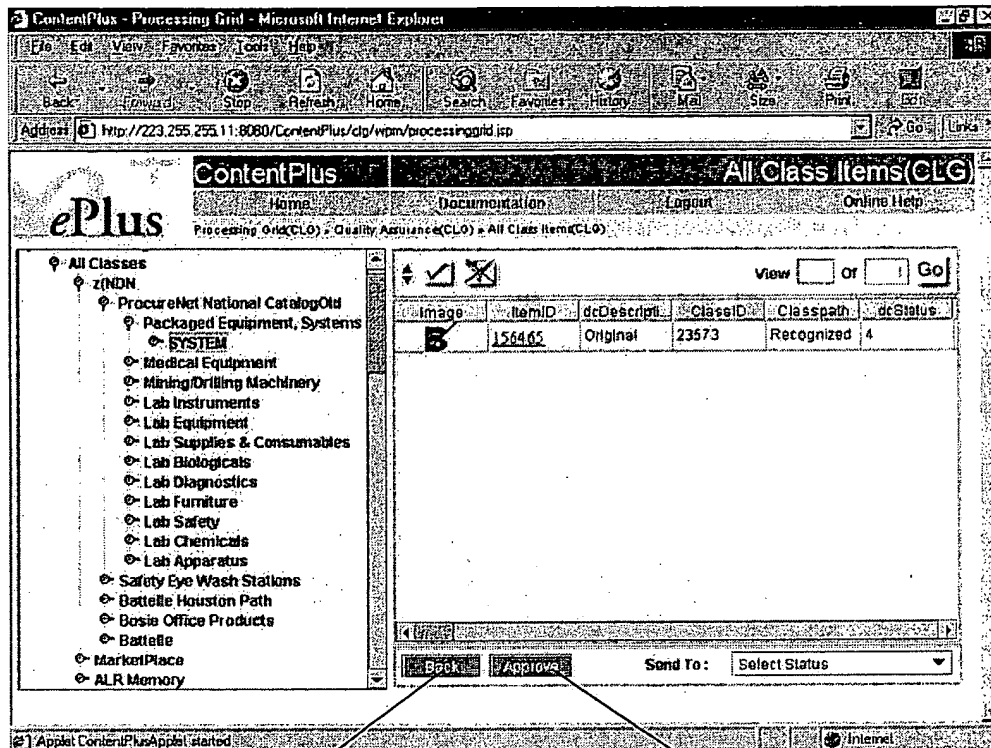 ContentPlus - Processing Grid - Microsoft Internet Explorer
File Edit View Favorites Tools Help
Back Forward Stop Refresh Home Search Favorites History Mail Size Print Edit
Address http://223.255.255.11:8080/ContentPlus/clg/wpm/processinggrid.jsp Go Links
ePlus
ContentPlus All Class Items(CLG)
Home Documentation Logout Online Help
Processing Grid(CLG) Quality Assurance(CLG) All Class Items(CLG)
All Classes
z(NDN
ProcureNet National CatalogOld
Packaged Equipment, Systems
SYSTEM
Medical Equipment
Mining/Drilling Machinery
Lab Instruments
Lab Equipment
Lab Supplies & Consumables
Lab Biologicals
Lab Diagnostics
Lab Furniture
Lab Safety
Lab Chemicals
Lab Apparatus
Safety Eye Wash Stations
Battelle Houston Path
Bosie Office Products
Battelle
MarketPlace
ALR Memory
View Of 1 Go
Image ItemID dcDescripti... ClassID Classpath dcStatus
156465 Original 23573 Recognized 4
Back Approve Send To: Select Status
Applet ContentPlusApplet started Internet